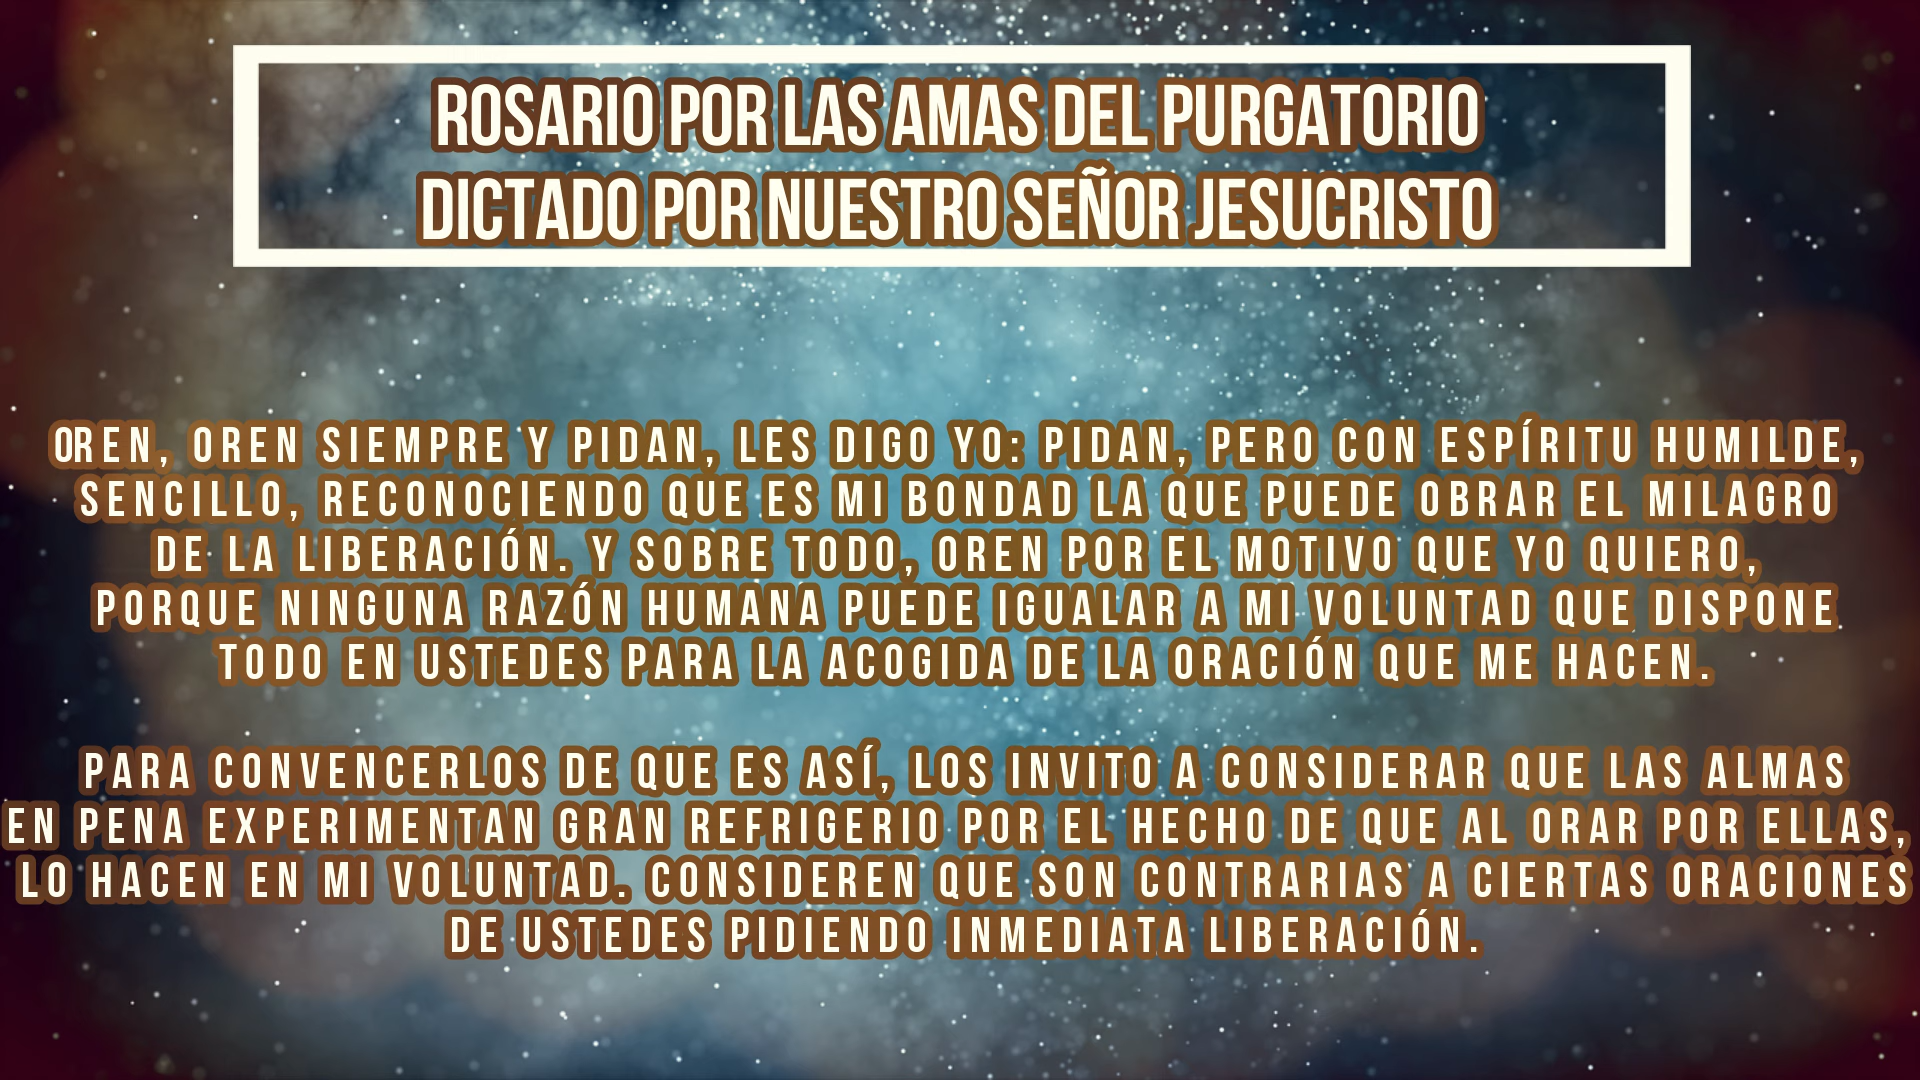 ROSARIO POR LAS AMAS DEL PURGATORIO
DICTADO POR NUESTRO SEÑOR JESUCRISTO
OREN, OREN SIEMPRE Y PIDAN, LES DIGO YO: PIDAN, PERO CON ESPÍRITU HUMILDE,
SENCILLO, RECONOCIENDO QUE ES MI BONDAD LA QUE PUEDE OBRAR EL MILAGRO
DE LA LIBERACIÓN. Y SOBRE TODO, OREN POR EL MOTIVO QUE YO QUIERO,
PORQUE NINGUNA RAZÓN HUMANA PUEDE IGUALAR A MI VOLUNTAD QUE DISPONE
TODO EN USTEDES PARA LA ACOGIDA DE LA ORACIÓN QUE ME HACEN.
PARA CONVENCERLOS DE QUE ES ASÍ, LOS INVITO A CONSIDERAR QUE LAS ALMAS
EN PENA EXPERIMENTAN GRAN REFRIGERIO POR EL HECHO DE QUE AL ORAR POR ELLAS,
LO HACEN EN MI VOLUNTAD. CONSIDEREN QUE SON CONTRARIAS A CIERTAS ORACIONES
DE USTEDES PIDIENDO INMEDIATA LIBERACIÓN.